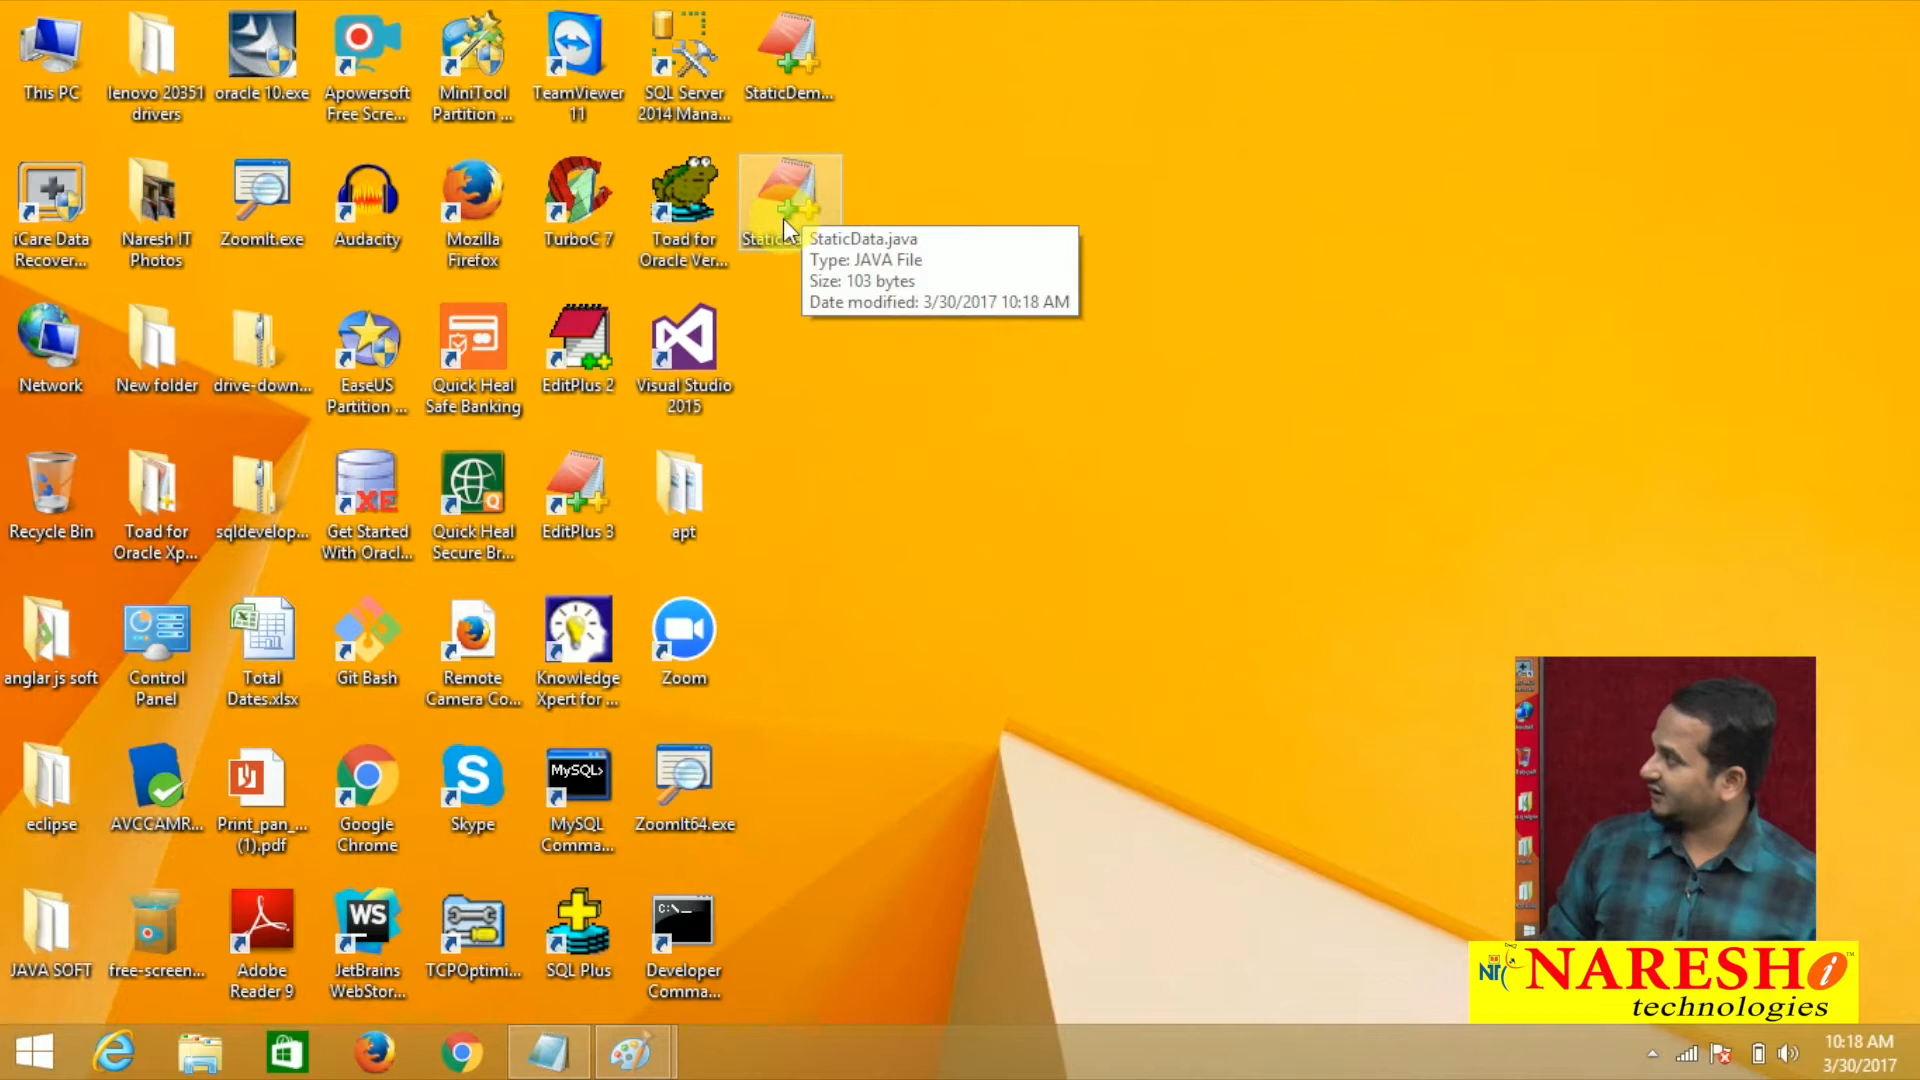 This PC
lenovo 20351
drivers
oracle 10.exe
Apowersoft
Free Scre...
MiniTool
Partition ...
TeamViewer
11
SQL Server
2014 Mana...
StaticDem...
iCare Data
Recover...
Naresh IT
Photos
ZoomIt.exe
Audacity
Mozilla
Firefox
TurboC 7
Toad for
Oracle Ver...
StaticData.java
Type: JAVA File
Size: 103 bytes
Date modified: 3/30/2017 10:18 AM
Network
New folder
drive-down...
EaseUS
Partition ...
Quick Heal
Safe Banking
EditPlus 2
Visual Studio
2015
Recycle Bin
Toad for
Oracle Xp...
sqldevelop...
XE
Get Started
With Oracl...
Quick Heal
Secure Br...
EditPlus 3
apt
anglar js soft
Control
Panel
Total
Dates.xlsx
Git Bash
Remote
Camera Co...
Knowledge
Xpert for ...
Zoom
eclipse
AVCCAMR...
Print_pan_...
(1).pdf
Google
Chrome
Skype
MySQL>
MySQL
Comma...
ZoomIt64.exe
JAVA SOFT
free-screen...
Adobe
Reader 9
WS
JetBrains
WebStor...
TCPOptimi...
SQL Plus
C:\_
Developer
Comma...
NARESH i
technologies
10:18 AM
3/30/2017